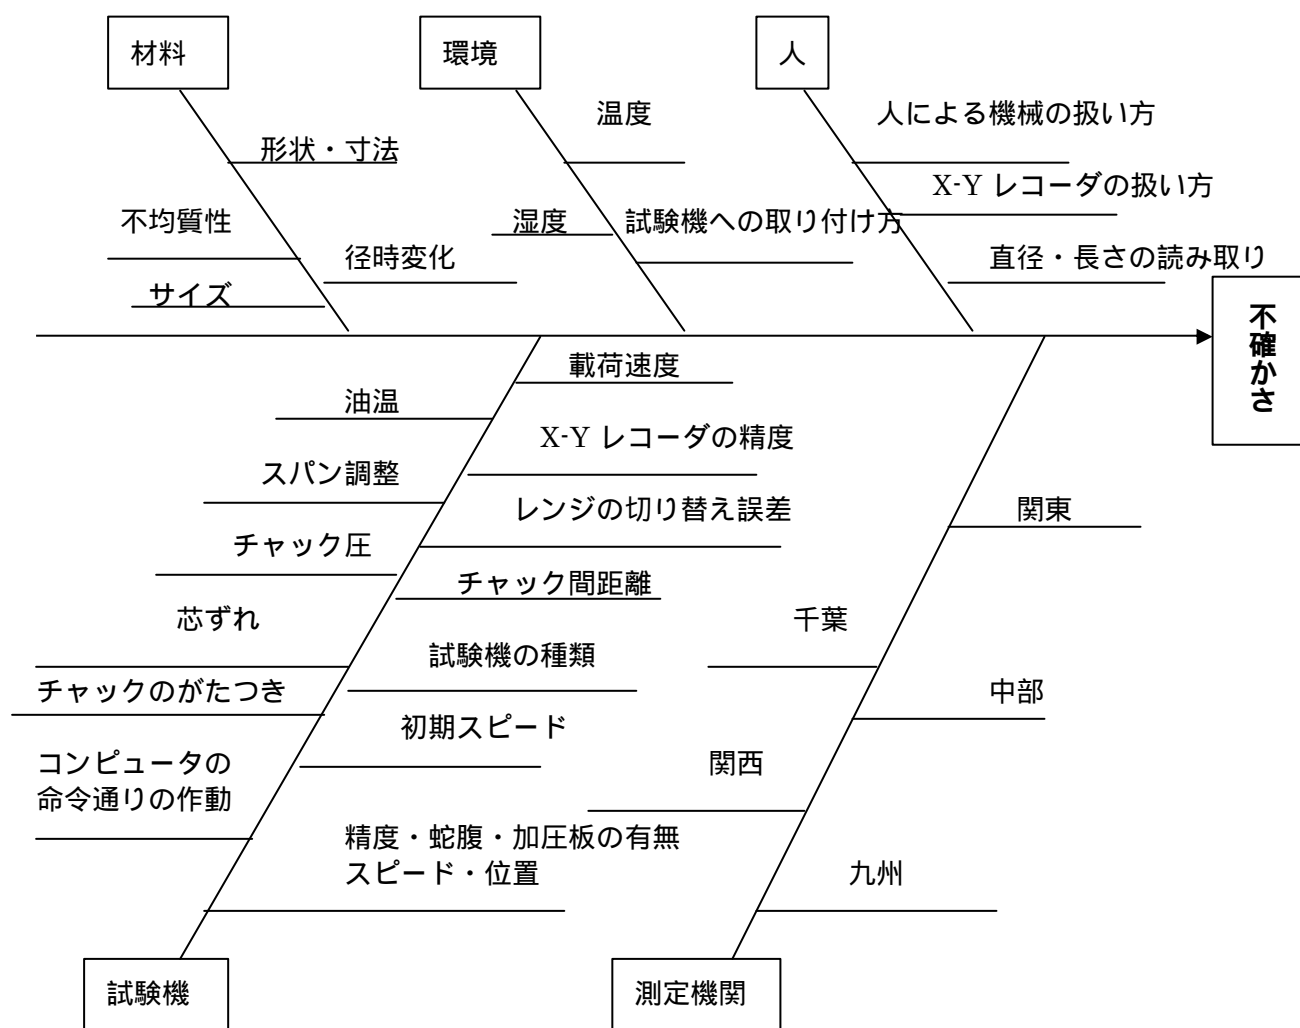 材料
環境
人
温度
人による機械の扱い方
形状・寸法
X-Y レコーダの扱い方
不均質性
湿度
試験機への取り付け方
径時変化
直径・長さの読み取り
サイズ
不確かさ
載荷速度
油温
X-Y レコーダの精度
スパン調整
レンジの切り替え誤差
関東
チャック圧
チャック間距離
芯ずれ
千葉
試験機の種類
チャックのがたつき
中部
初期スピード
コンピュータの
命令通りの作動
関西
精度・蛇腹・加圧板の有無
スピード・位置
九州
試験機
測定機関